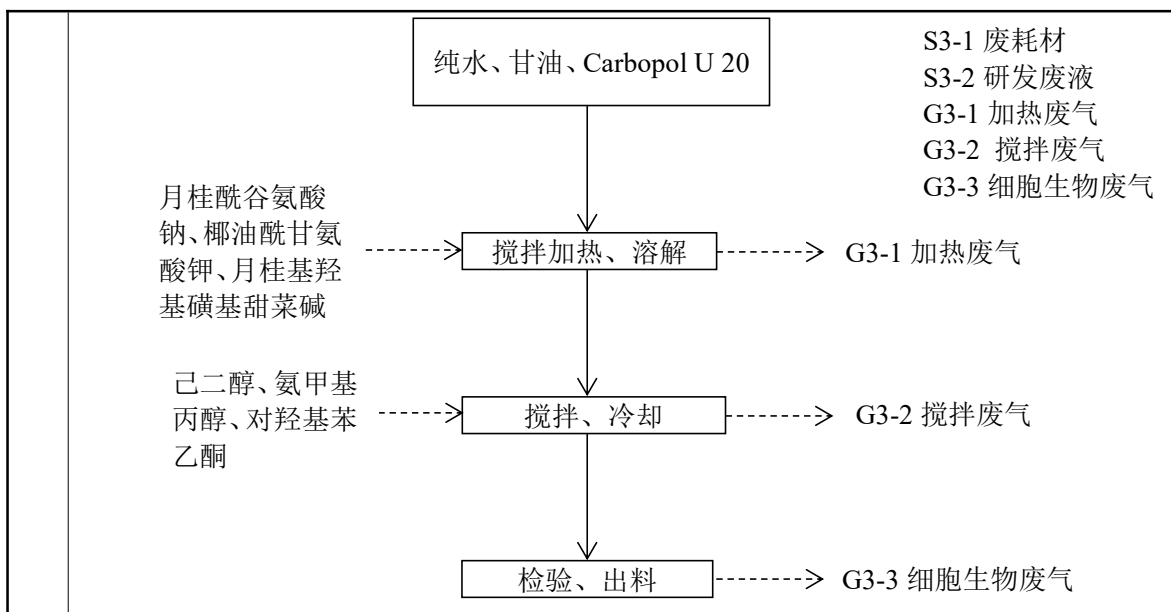 纯水、甘油、Carbopol U 20
S3-1 废耗材
S3-2 研发废液
G3-1 加热废气
G3-2 搅拌废气
G3-3 细胞生物废气
月桂酰谷氨酸
钠、椰油酰甘氨
酸钾、月桂基羟
基磺基甜菜碱
搅拌加热、溶解
G3-1 加热废气
己二醇、氨甲基
丙醇、对羟基苯
乙酮
搅拌、冷却
G3-2 搅拌废气
检验、出料
G3-3 细胞生物废气